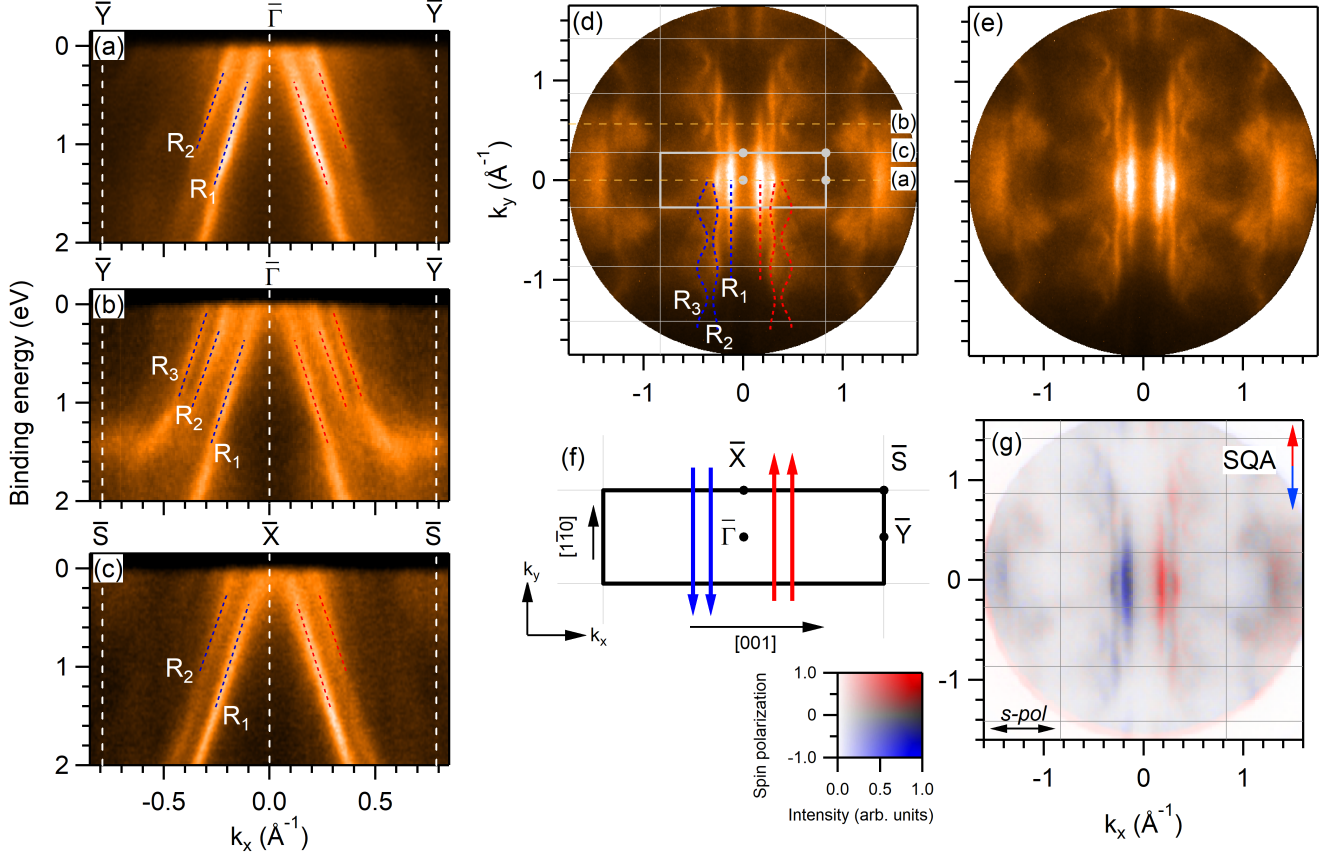 Binding energy (eV)
Y̅ Γ̅ Y̅
(a)
0
1
2
R2
R1
Y̅ Γ̅ Y̅
(b)
0
1
2
R3
R2
R1
S̅ X̅ S̅
(c)
0
1
2
R2
R1
-0.5 0.0 0.5
kx (Å-1)
(d)
ky (Å-1)
1
0
-1
(b)
(c)
(a)
R3
R1
R2
-1 0 1
(e)
(f)
X̅ S̅
Γ̅ Y̅
[11̅0]
ky
kx
[001]
Spin polarization
1.0
0
-1.0
0.0 0.5 1.0
Intensity (arb. units)
(g)
SQA
1
0
-1
s-pol
-1 0 1
kx (Å-1)